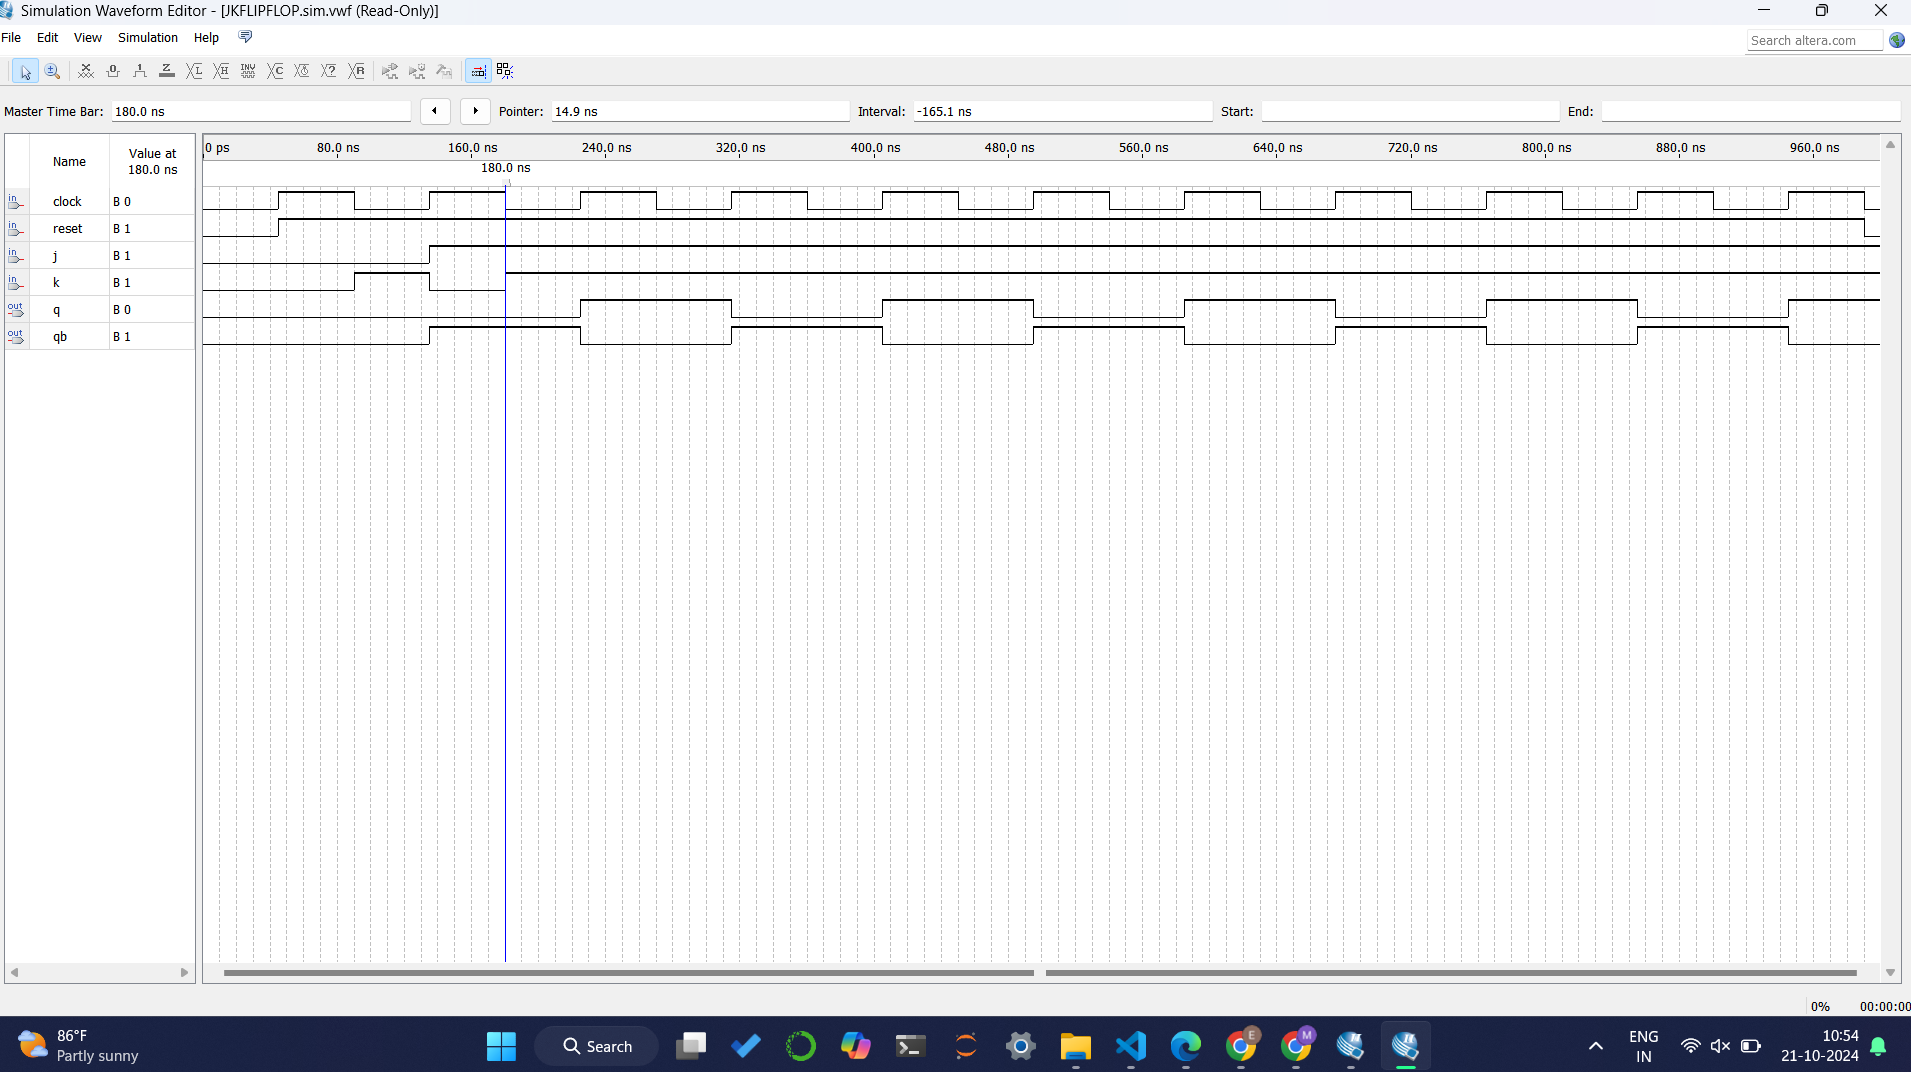 Simulation Waveform Editor - [JKFLIPFLOP.sim.vwf (Read-Only)]
File Edit View Simulation Help
Search altera.com
Master Time Bar: 180.0 ns Pointer: 14.9 ns Interval: -165.1 ns Start: End:
Name Value at 180.0 ns
0 ps 80.0 ns 160.0 ns 240.0 ns 320.0 ns 400.0 ns 480.0 ns 560.0 ns 640.0 ns 720.0 ns 800.0 ns 880.0 ns 960.0 ns
180.0 ns
in clock B 0
in reset B 1
in j B 1
in k B 1
out q B 0
out qb B 1
0% 00:00:00
86°F
Partly sunny
Search
ENG
IN
10:54
21-10-2024